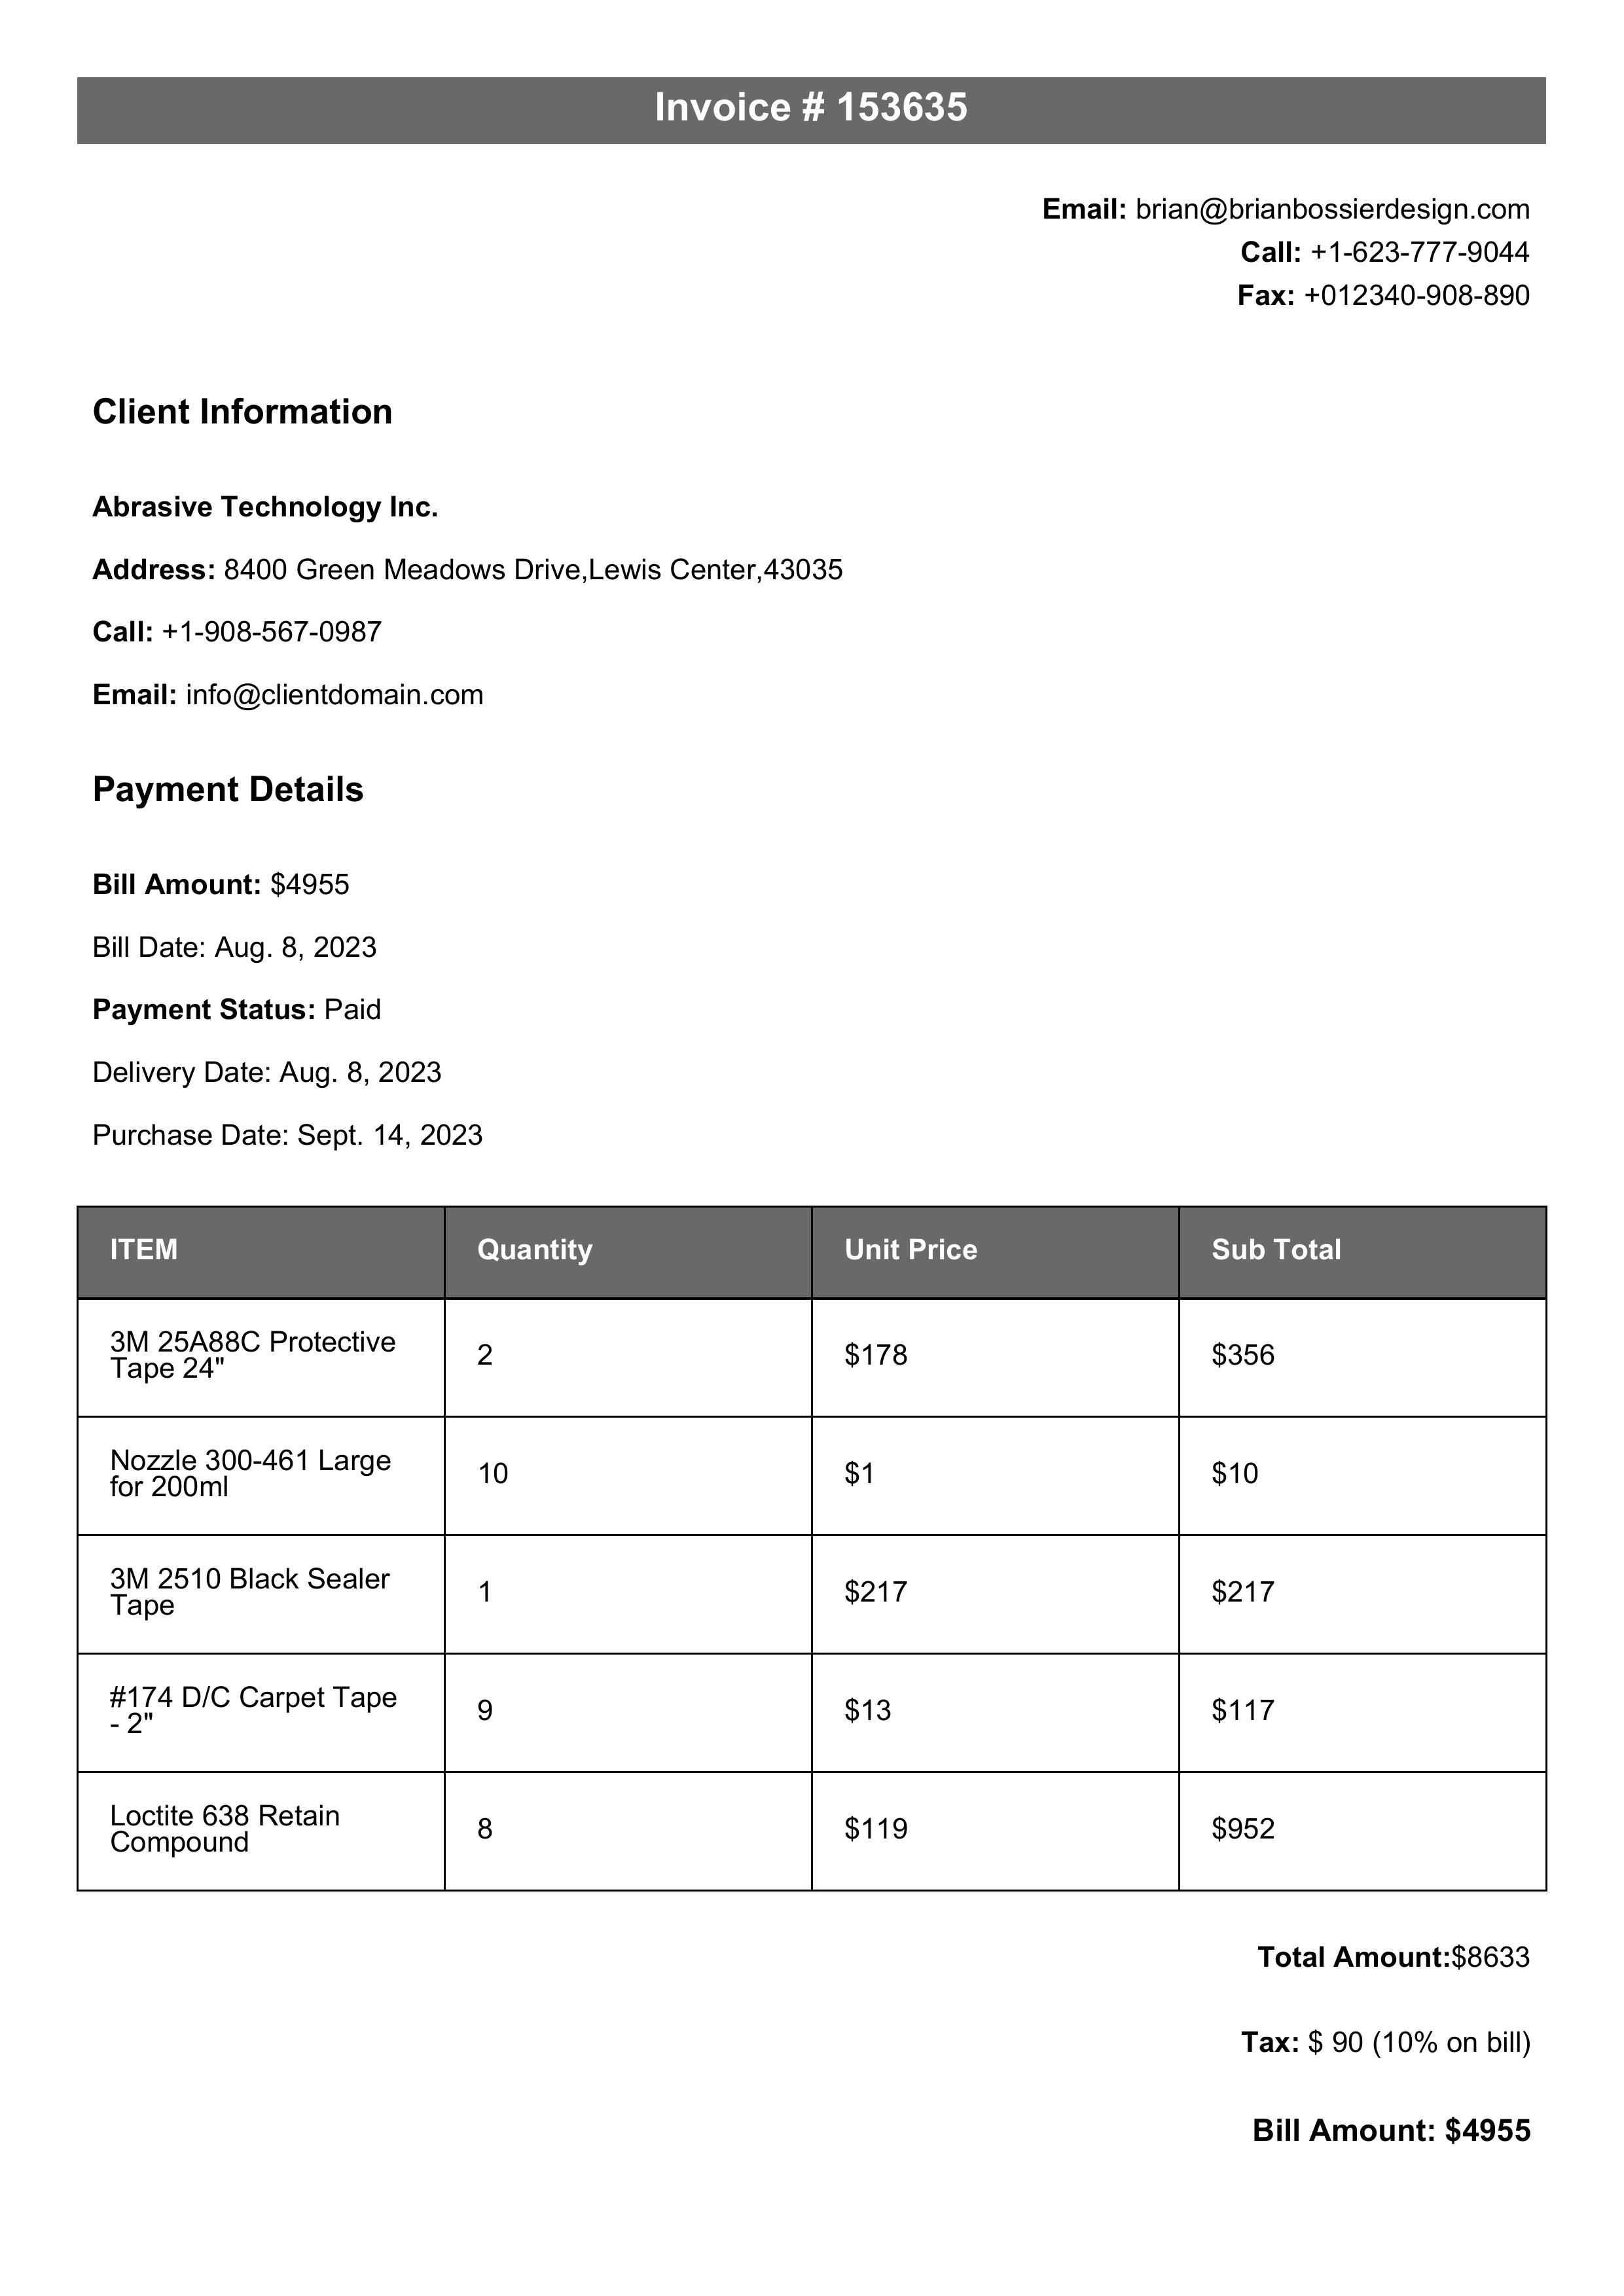 Invoice # 153635
Email: brian@brianbossierdesign.com
Call: +1-623-777-9044
Fax: +012340-908-890
Client Information
Abrasive Technology Inc.
Address: 8400 Green Meadows Drive,Lewis Center,43035
Call: +1-908-567-0987
Email: info@clientdomain.com
Payment Details
Bill Amount: $4955
Bill Date: Aug. 8, 2023
Payment Status: Paid
Delivery Date: Aug. 8, 2023
Purchase Date: Sept. 14, 2023
ITEM Quantity Unit Price Sub Total
3M 25A88C Protective
Tape 24" 2 $178 $356
Nozzle 300-461 Large
for 200ml 10 $1 $10
3M 2510 Black Sealer
Tape 1 $217 $217
#174 D/C Carpet Tape
- 2" 9 $13 $117
Loctite 638 Retain
Compound 8 $119 $952
Total Amount:$8633
Tax: $ 90 (10% on bill)
Bill Amount: $4955